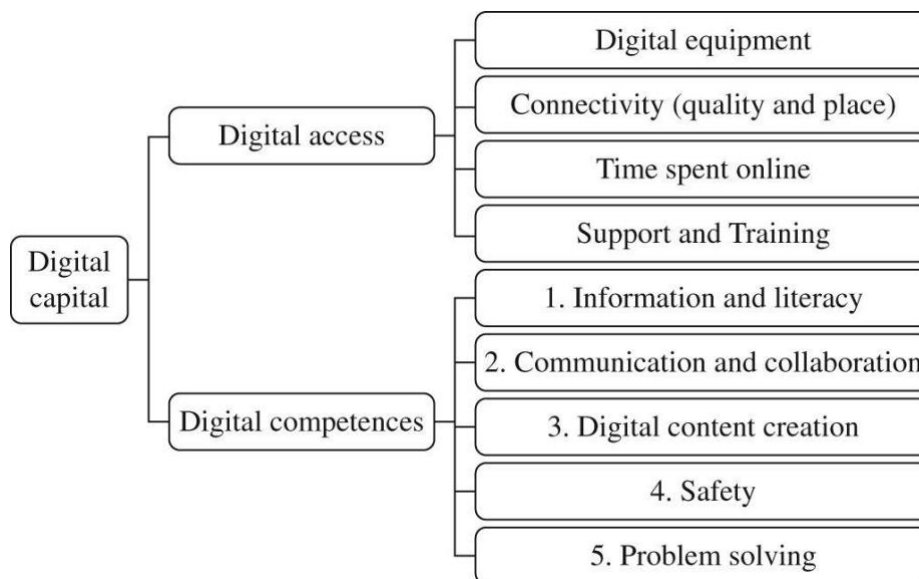 Digital equipment
Connectivity (quality and place)
Digital access
Time spent online
Support and Training
Digital
capital
1. Information and literacy
2. Communication and collaboration
Digital competences
3. Digital content creation
4. Safety
5. Problem solving